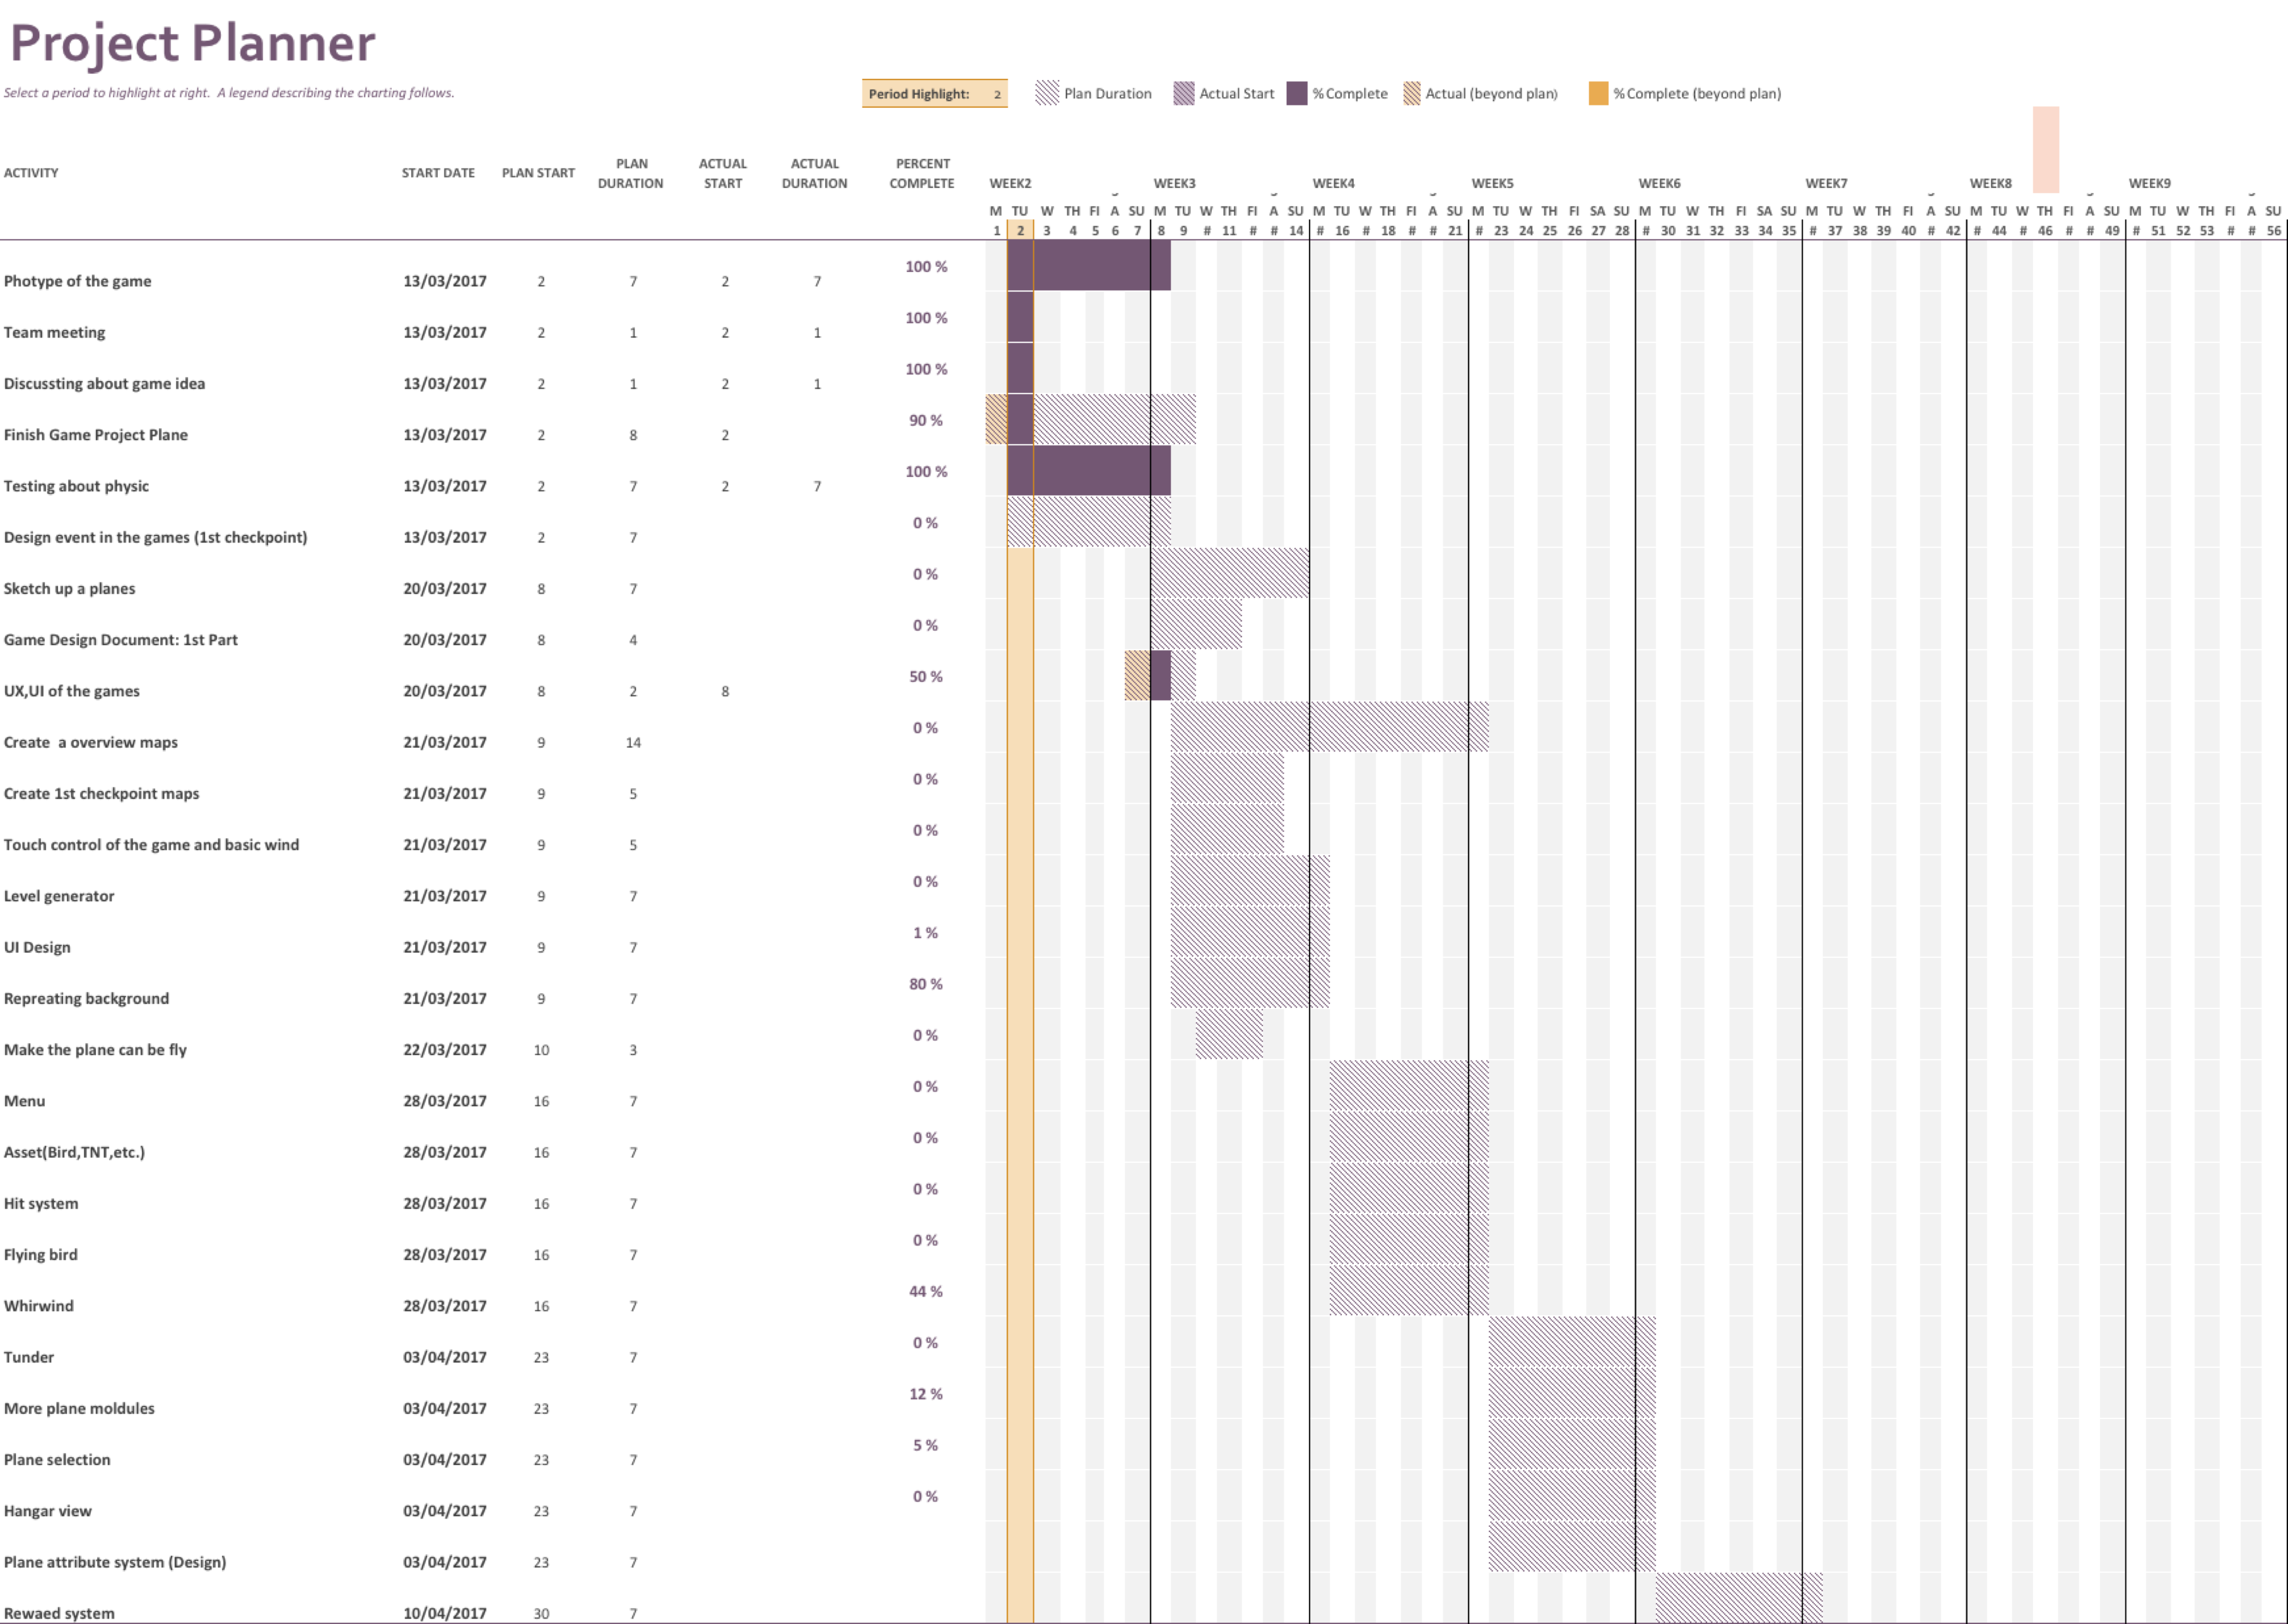 Project Planner
Select a period to highlight at right. A legend describing the charting follows.
Period Highlight: 2 Plan Duration Actual Start % Complete Actual (beyond plan) % Complete (beyond plan)
ACTIVITY START DATE PLAN START PLAN DURATION ACTUAL START ACTUAL DURATION PERCENT COMPLETE WEEK2 WEEK3 WEEK4 WEEK5 WEEK6 WEEK7 WEEK8 WEEK9
M TU W TH FI A SU M TU W TH FI A SU M TU W TH FI A SU M TU W TH FI SA SU M TU W TH FI SA SU M TU W TH FI A SU M TU W TH FI A SU M TU W TH FI A SU
1 2 3 4 5 6 7 8 9 # 11 # # 14 # 16 # 18 # # 21 # 23 24 25 26 27 28 # 30 31 32 33 34 35 # 37 38 39 40 # 42 # 44 # 46 # # 49 # 51 52 53 # # 56
Photype of the game 13/03/2017 2 7 2 7 100 %
Team meeting 13/03/2017 2 1 2 1 100 %
Discussting about game idea 13/03/2017 2 1 2 1 100 %
Finish Game Project Plane 13/03/2017 2 8 2 90 %
Testing about physic 13/03/2017 2 7 2 7 100 %
Design event in the games (1st checkpoint) 13/03/2017 2 7 0 %
Sketch up a planes 20/03/2017 8 7 0 %
Game Design Document: 1st Part 20/03/2017 8 4 0 %
UX,UI of the games 20/03/2017 8 2 8 50 %
Create a overview maps 21/03/2017 9 14 0 %
Create 1st checkpoint maps 21/03/2017 9 5 0 %
Touch control of the game and basic wind 21/03/2017 9 5 0 %
Level generator 21/03/2017 9 7 0 %
UI Design 21/03/2017 9 7 1 %
Repreating background 21/03/2017 9 7 80 %
Make the plane can be fly 22/03/2017 10 3 0 %
Menu 28/03/2017 16 7 0 %
Asset(Bird,TNT,etc.) 28/03/2017 16 7 0 %
Hit system 28/03/2017 16 7 0 %
Flying bird 28/03/2017 16 7 0 %
Whirwind 28/03/2017 16 7 44 %
Tunder 03/04/2017 23 7 0 %
More plane moldules 03/04/2017 23 7 12 %
Plane selection 03/04/2017 23 7 5 %
Hangar view 03/04/2017 23 7 0 %
Plane attribute system (Design) 03/04/2017 23 7
Rewaed system 10/04/2017 30 7